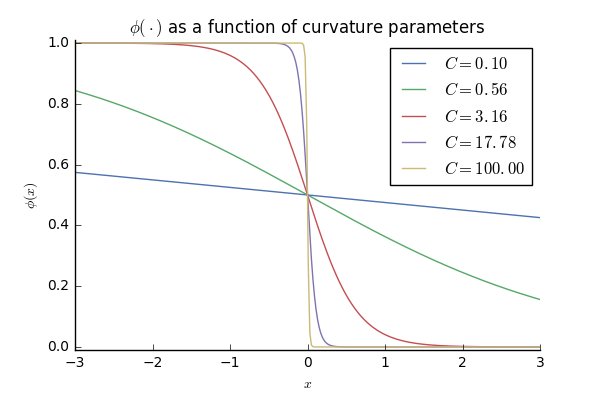 ϕ(·) as a function of curvature parameters
1.0
0.8
0.6
0.4
0.2
0.0
ϕ(x)
C = 0.10
C = 0.56
C = 3.16
C = 17.78
C = 100.00
−3 −2 −1 0 1 2 3
x